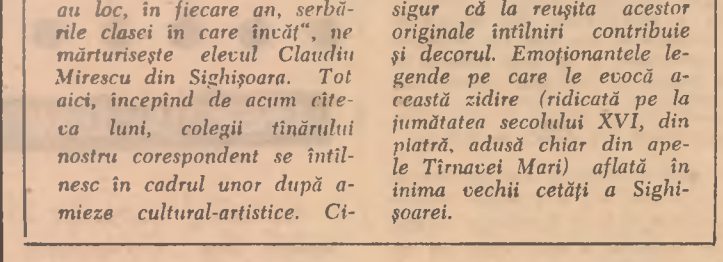 au loc, în fiecare an, serbă-
rile clasei în care învăț“, ne
mărturisește elevul Claudiu
Mirescu din Sighișoara. Tot
aici, începînd de acum cîte-
va luni, colegii tînărului
nostru corespondent se întîl-
nesc în cadrul unor după a-
mieze cultural-artistice. Ci-
sigur că la reușita acestor
originale întîlniri contribuie
și decorul. Emoționantele le-
gende pe care le evocă a-
ceastă zidire (ridicată pe la
jumătatea secolului XVI, din
piatră, adusă chiar din ape-
le Tîrnavei Mari) aflată în
inima vechii cetăți a Sighi-
șoarei.